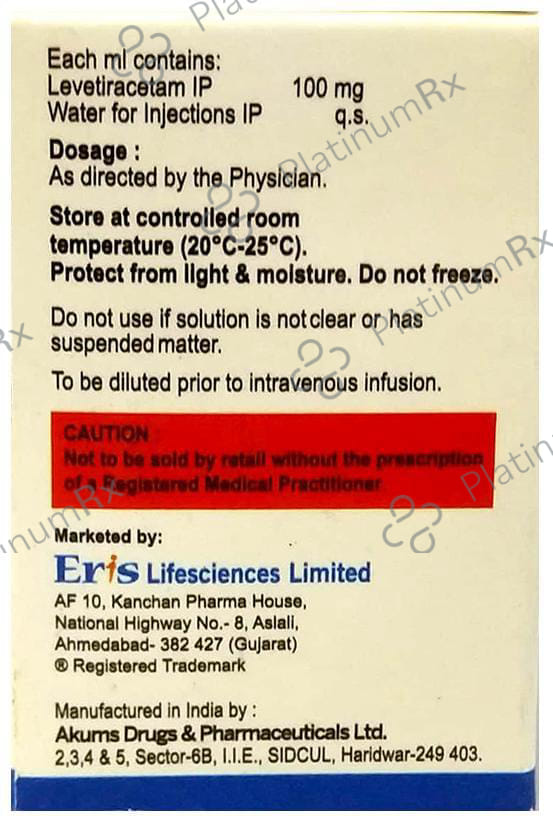 Each ml contains:
Levetiracetam IP 100 mg
Water for Injections IP q.s.
Dosage :
As directed by the Physician.
Store at controlled room
temperature (20°C-25°C).
Protect from light & moisture. Do not freeze.
Do not use if solution is not clear or has
suspended matter.
To be diluted prior to intravenous infusion.
CAUTION
Not to be sold by retail without the prescription
of a Registered Medical Practitioner
Marketed by:
Eris Lifesciences Limited
AF 10, Kanchan Pharma House,
National Highway No.- 8, Aslali,
Ahmedabad- 382 427 (Gujarat)
® Registered Trademark
Manufactured in India by :
Akums Drugs & Pharmaceuticals Ltd.
2,3,4 & 5, Sector-6B, I.I.E., SIDCUL, Haridwar-249 403.
PlatinumRx
PlatinumRx
PlatinumRx